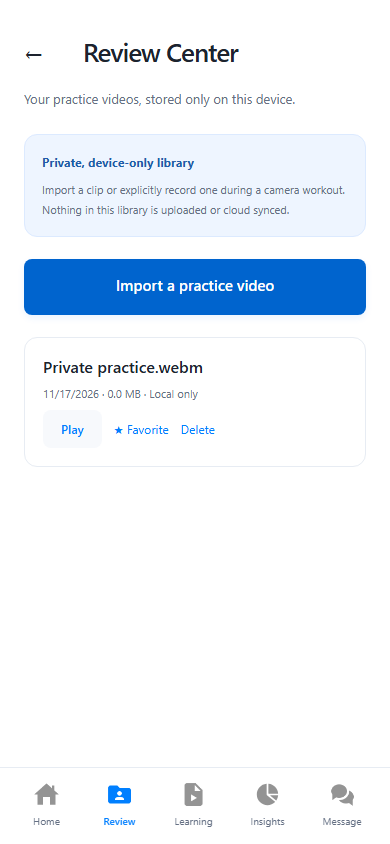 ← Review Center
Your practice videos, stored only on this device.
Private, device-only library
Import a clip or explicitly record one during a camera workout.
Nothing in this library is uploaded or cloud synced.
Import a practice video
Private practice.webm
11/17/2026 · 0.0 MB · Local only
Play ★ Favorite Delete
Home Review Learning Insights Message